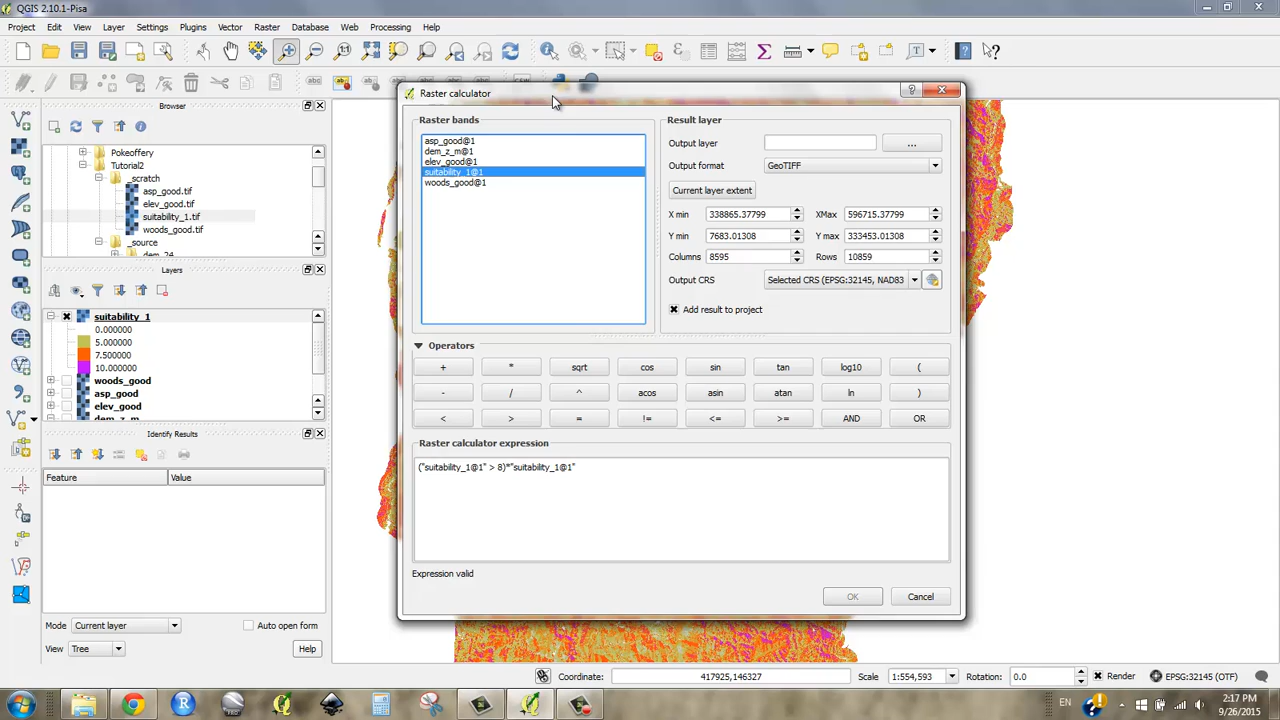 QGIS 2.10.1-Pisa
Project Edit View Layer Settings Plugins Vector Raster Database Web Processing Help
Browser
Pokeoffery
Tutorial2
_scratch
asp_good.tif
elev_good.tif
suitability_1.tif
woods_good.tif
_source
dem_24
Layers
suitability_1
0.000000
5.000000
7.500000
10.000000
woods_good
asp_good
elev_good
dem_z_m
Identify Results
Feature Value
Mode Current layer Auto open form
View Tree Help
Raster calculator
Raster bands
asp_good@1
dem_z_m@1
elev_good@1
suitability_1@1
woods_good@1
Result layer
Output layer ...
Output format GeoTIFF
Current layer extent
X min 338865.37799 XMax 596715.37799
Y min 7683.01308 Y max 333453.01308
Columns 8595 Rows 10859
Output CRS Selected CRS (EPSG:32145, NAD83
Add result to project
Operators
+ * sqrt cos sin tan log10 (
- / ^ acos asin atan ln )
< > = != <= >= AND OR
Raster calculator expression
("suitability_1@1" > 8)*"suitability_1@1"
Expression valid
OK Cancel
Coordinate: 417925,146327 Scale 1:554,593 Rotation: 0.0 Render EPSG:32145 (OTF)
EN 2:17 PM
9/26/2015